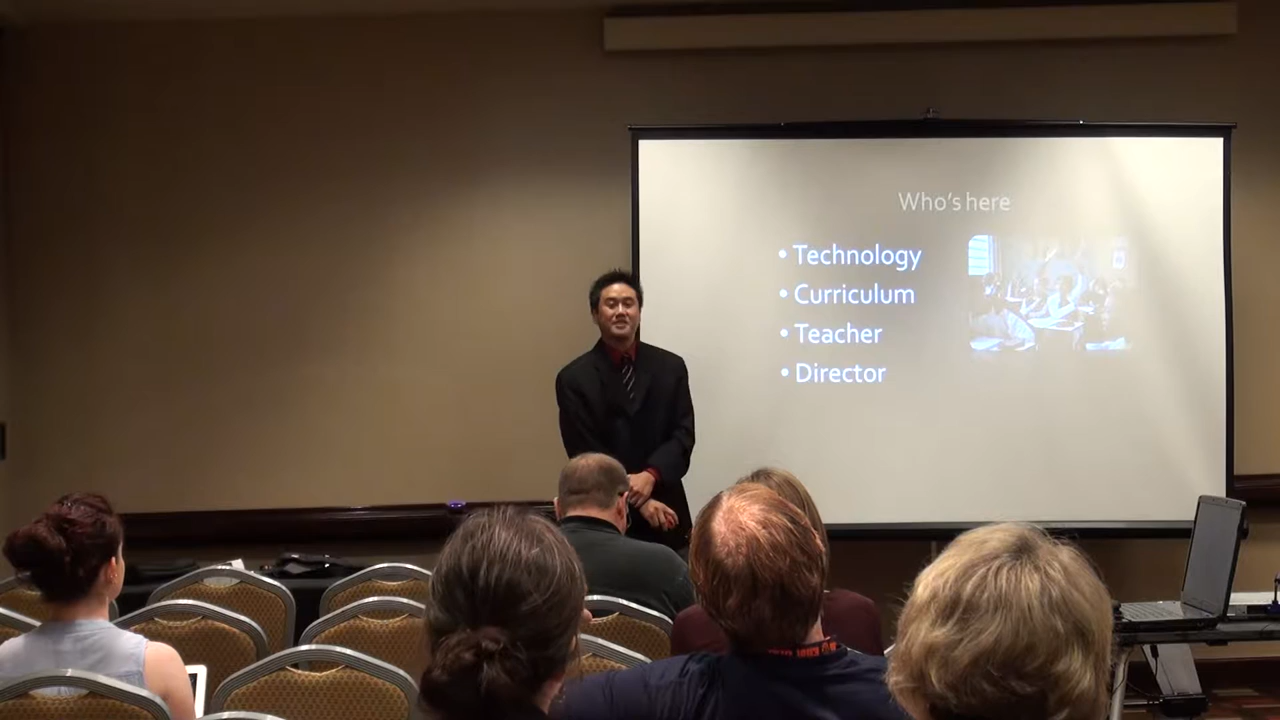 Who's here
• Technology
• Curriculum
• Teacher
• Director